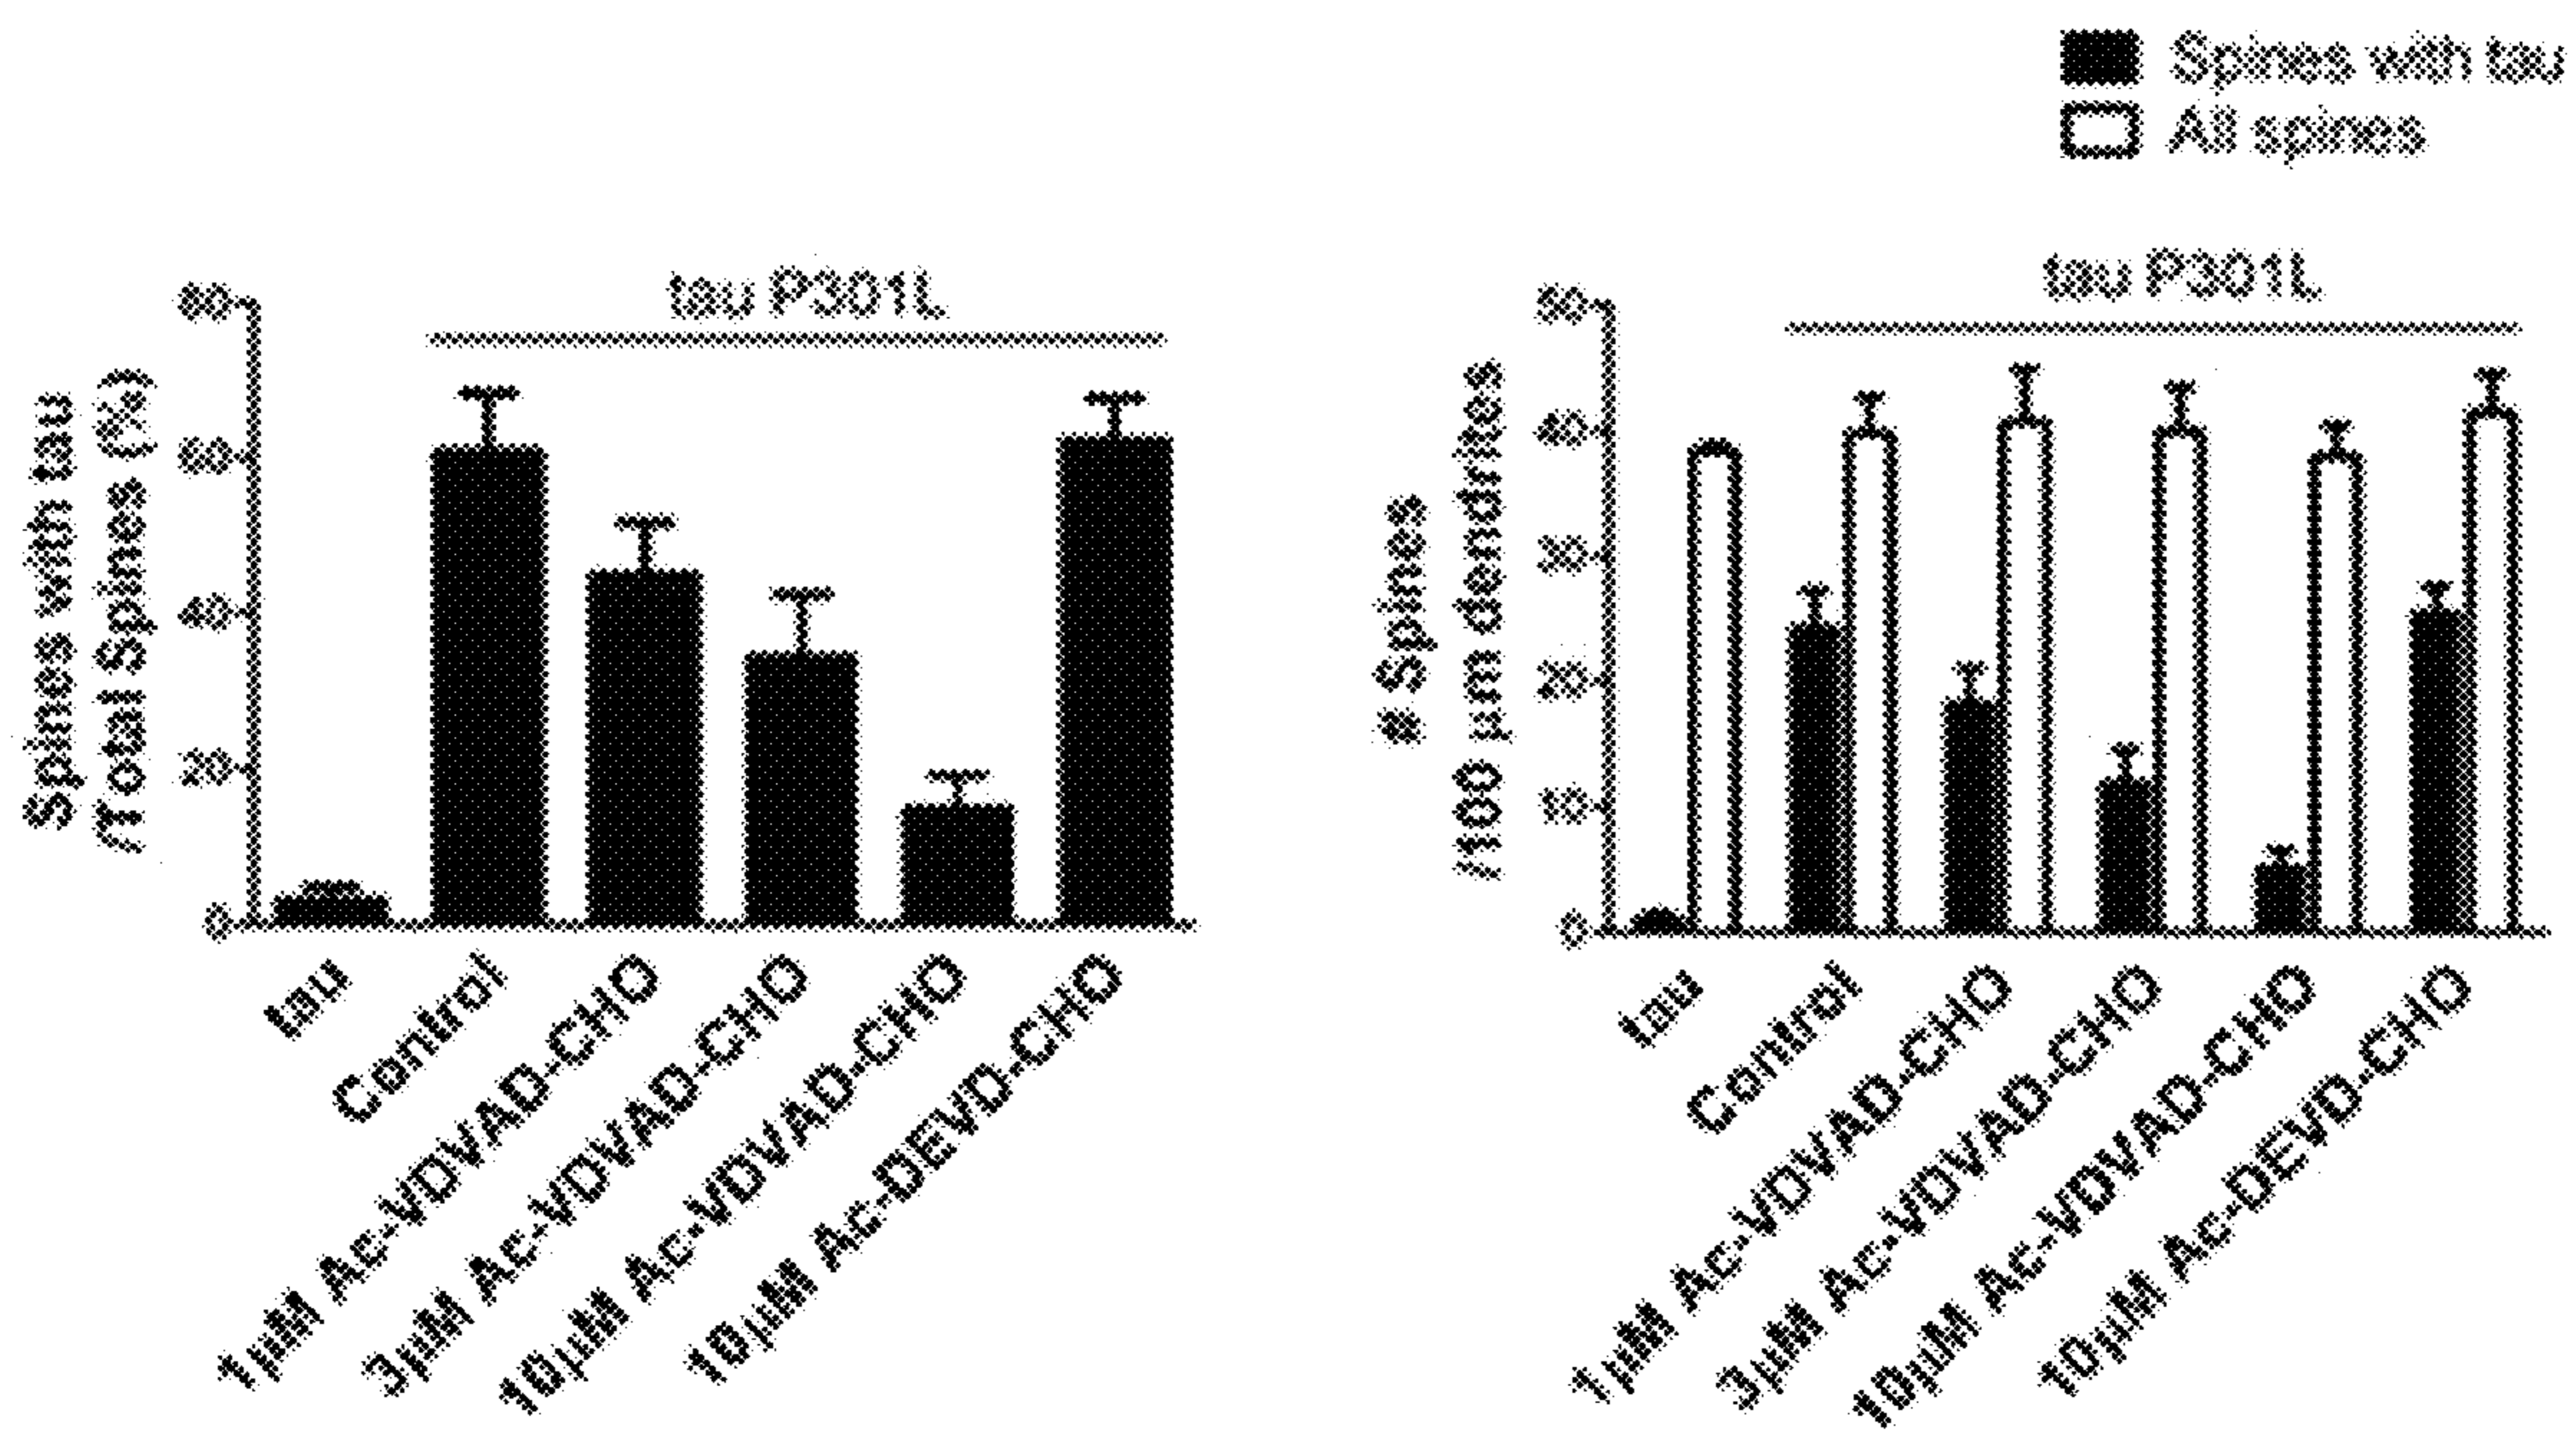 Spines with tau
All spines
tau P301L
Spines with tau
/Total Spines (%)
80
60
40
20
0
tau
Control
1μM Ac-VDVAD-CHO
3μM Ac-VDVAD-CHO
10μM Ac-VDVAD-CHO
10μM Ac-DEVD-CHO
tau P301L
# Spines
/100 μm dendrites
50
40
30
20
10
0
tau
Control
1μM Ac-VDVAD-CHO
3μM Ac-VDVAD-CHO
10μM Ac-VDVAD-CHO
10μM Ac-DEVD-CHO